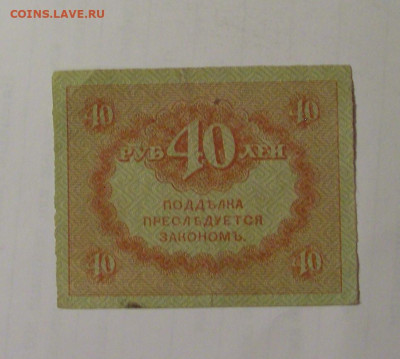 COINS.LAVE.RU
40 40
РУБ 40 ЛЕЙ
ПОДДѢЛКА
ПРЕСЛѢДУЕТСЯ
ЗАКОНОМЪ.
40 40